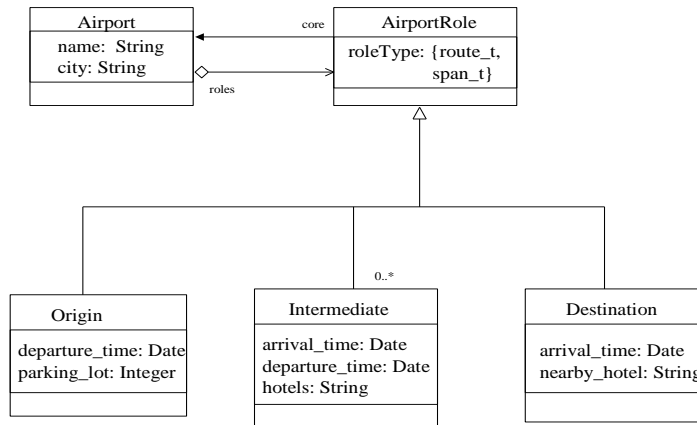 Airport
name: String
city: String
core
roles
AirportRole
roleType: {route_t,
span_t}
0..*
Origin
departure_time: Date
parking_lot: Integer
Intermediate
arrival_time: Date
departure_time: Date
hotels: String
Destination
arrival_time: Date
nearby_hotel: String